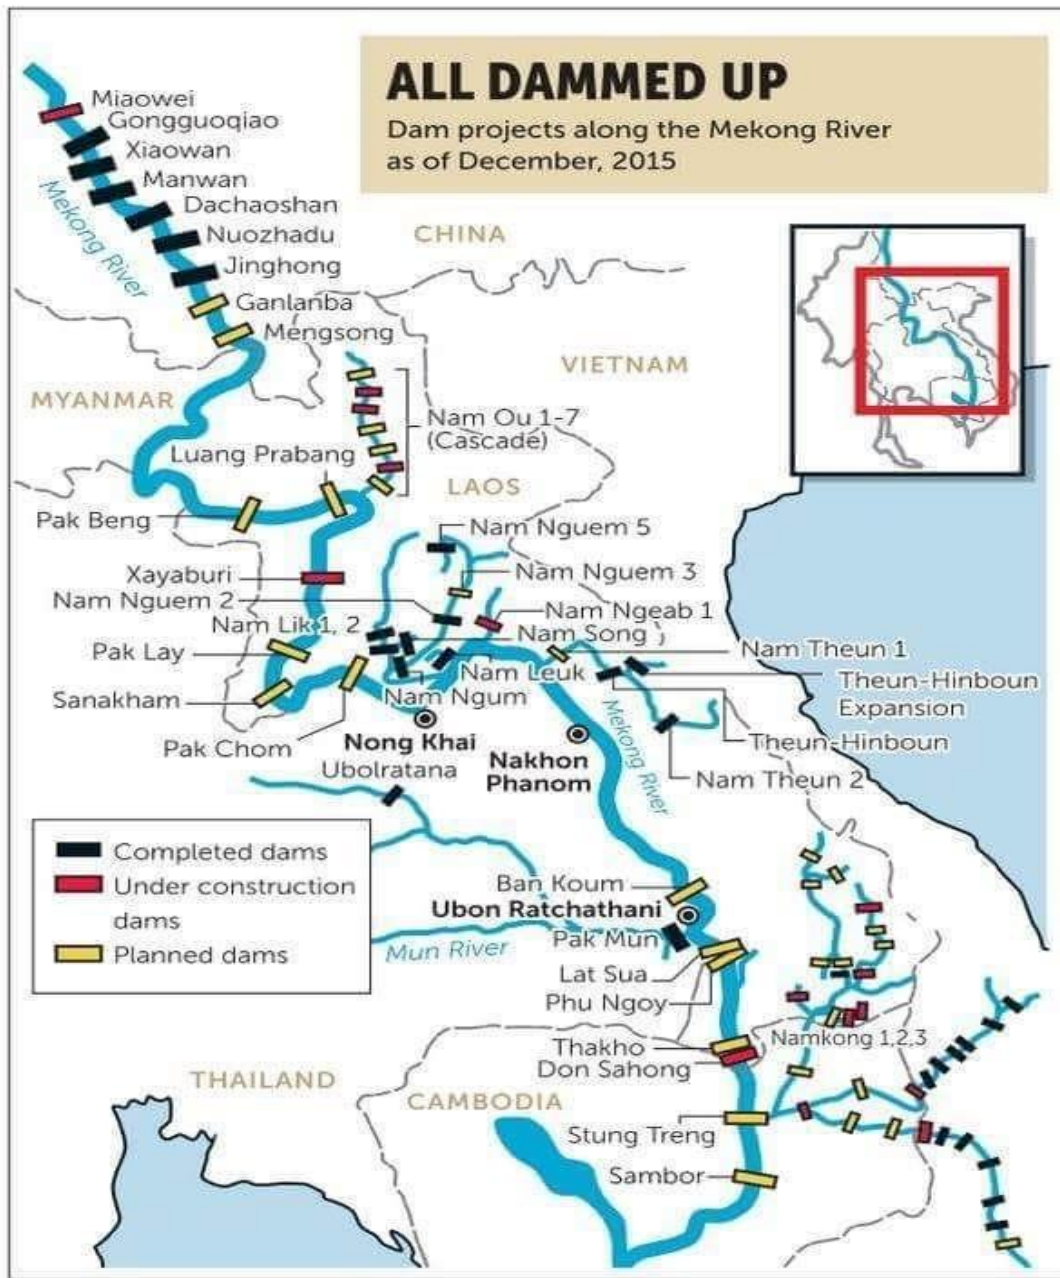 ALL DAMMED UP
Dam projects along the Mekong River
as of December, 2015
Miaowei
Gongguoqiao
Xiaowan
Manwan
Dachaoshan
Nuozhadu
Jinghong
Ganlanba
Mengsong
Mekong River
CHINA
VIETNAM
MYANMAR
Nam Ou 1-7
(Cascade)
Luang Prabang
LAOS
Pak Beng
Nam Nguem 5
Xayaburi
Nam Nguem 3
Nam Nguem 2
Nam Ngeab 1
Nam Lik 1, 2
Nam Song
Pak Lay
Nam Theun 1
Nam Leuk
Theun-Hinboun
Expansion
Sanakham
Nam Ngum
Mekong River
Pak Chom
Nong Khai
Theun-Hinboun
Nakhon
Phanom
Ubolratana
Nam Theun 2
Completed dams
Under construction
dams
Planned dams
Ban Koum
Ubon Ratchathani
Pak Mun
Mun River
Lat Sua
Phu Ngoy
Thakho
Namkong 1,2,3
Don Sahong
THAILAND
CAMBODIA
Stung Treng
Sambor